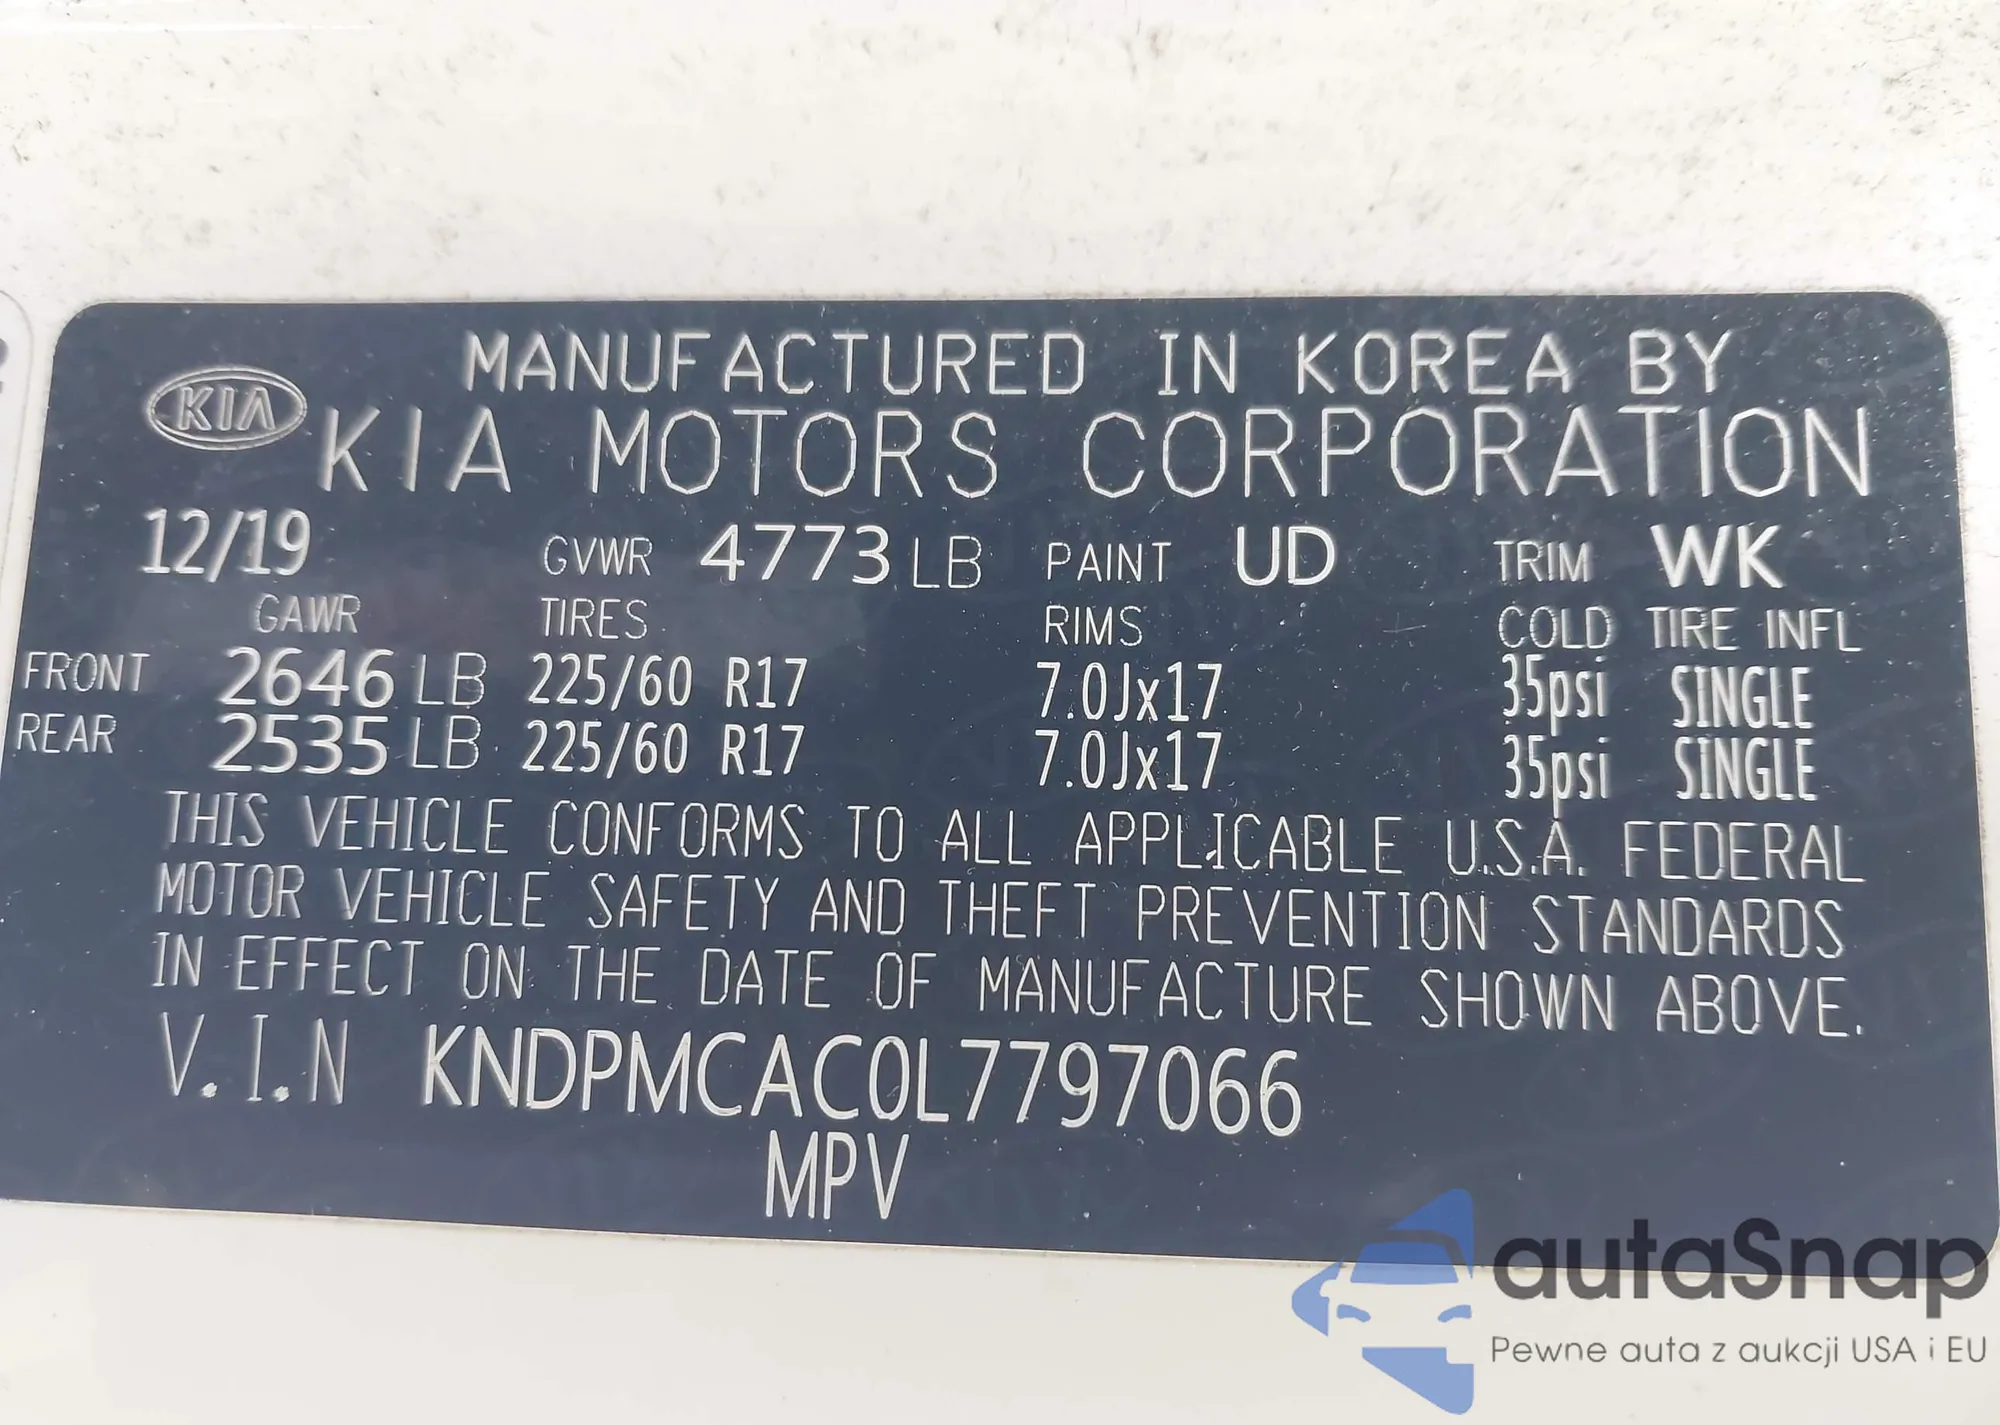 MANUFACTURED IN KOREA BY
KIA KIA MOTORS CORPORATION
12/19 GVWR 4773 LB PAINT UD TRIM WK
GAWR TIRES RIMS COLD TIRE INFL
FRONT 2646 LB 225/60 R17 7.0Jx17 35psi SINGLE
REAR 2535 LB 225/60 R17 7.0Jx17 35psi SINGLE
THIS VEHICLE CONFORMS TO ALL APPLICABLE U.S.A. FEDERAL
MOTOR VEHICLE SAFETY AND THEFT PREVENTION STANDARDS
IN EFFECT ON THE DATE OF MANUFACTURE SHOWN ABOVE.
V.I.N KNDPMCAC0L7797066
MPV
autaSnap
Pewne auta z aukcji USA i EU